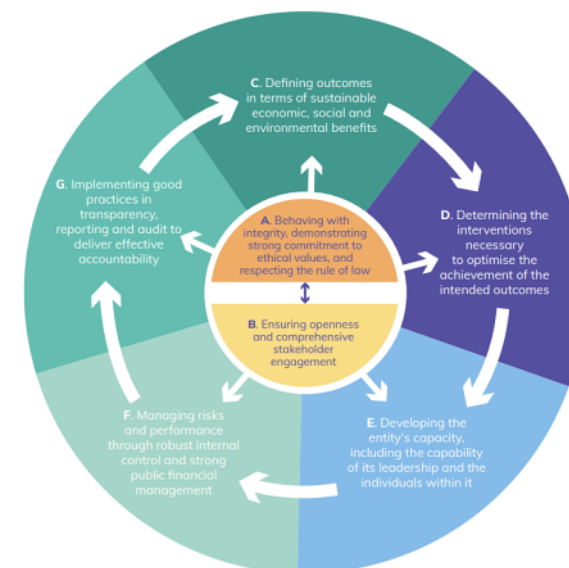 C. Defining outcomes
in terms of sustainable
economic, social and
environmental benefits
G. Implementing good
practices in
transparency,
reporting and audit to
deliver effective
accountability
A. Behaving with
integrity, demonstrating
strong commitment to
ethical values, and
respecting the rule of law
D. Determining the
interventions
necessary
to optimise the
achievement of the
intended outcomes
B. Ensuring openness
and comprehensive
stakeholder
engagement
F. Managing risks
and performance
through robust internal
control and strong
public financial
management
E. Developing the
entity's capacity,
including the capability
of its leadership and the
individuals within it